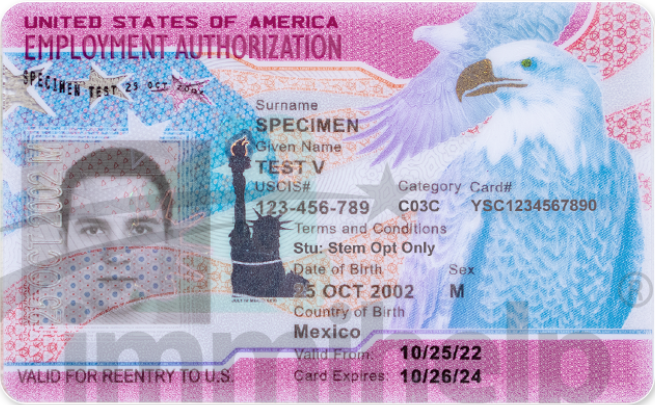 UNITED STATES OF AMERICA
EMPLOYMENT AUTHORIZATION
SPECIMEN TEST 25 OCT 2002
Surname
SPECIMEN
Given Name
TEST V
USCIS# Category Card#
123-456-789 C03C YSC1234567890
Terms and Conditions
Stu: Stem Opt Only
Date of Birth Sex
25 OCT 2002 M
Country of Birth
Mexico
Valid From: 10/25/22
Card Expires: 10/26/24
VALID FOR REENTRY TO U.S.
immihelp ®